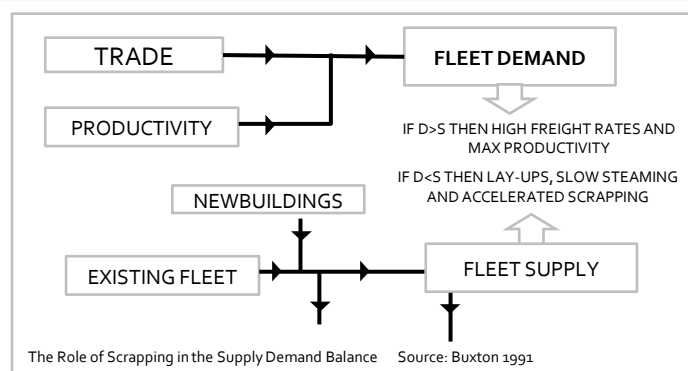 TRADE
FLEET DEMAND
PRODUCTIVITY
IF D>S THEN HIGH FREIGHT RATES AND
MAX PRODUCTIVITY
IF D<S THEN LAY-UPS, SLOW STEAMING
AND ACCELERATED SCRAPPING
NEWBUILDINGS
EXISTING FLEET
FLEET SUPPLY
The Role of Scrapping in the Supply Demand Balance Source: Buxton 1991